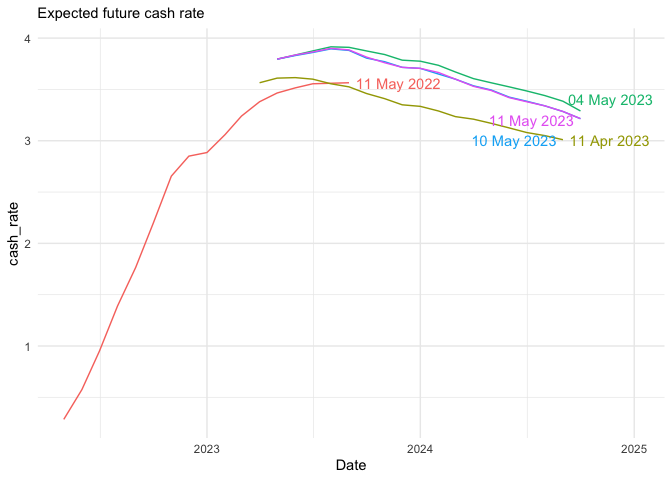 Expected future cash rate
4
3
2
1
cash_rate
11 May 2022
04 May 2023
11 May 2023
10 May 2023
11 Apr 2023
2023
2024
2025
Date